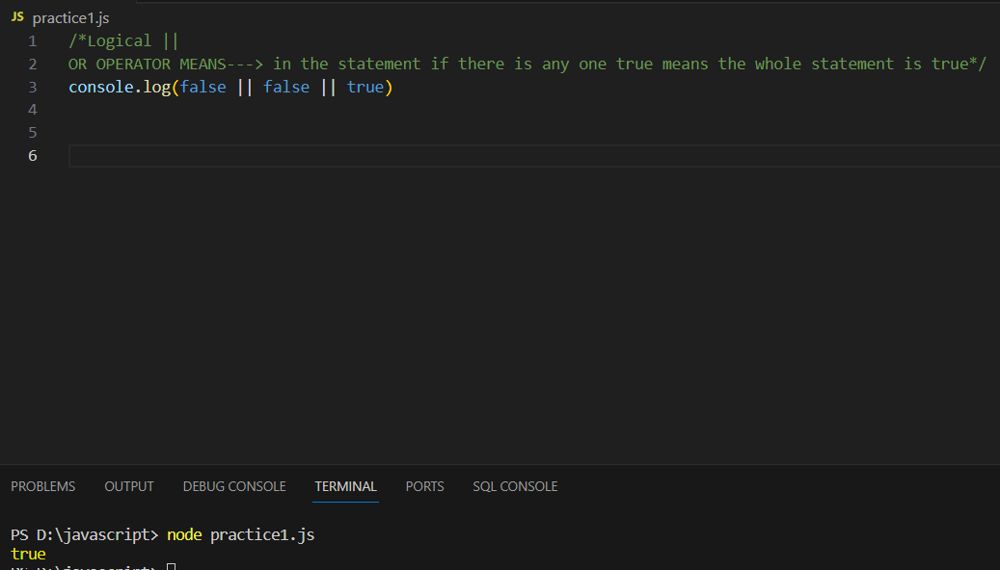 JS practice1.js
1 /*Logical ||
2 OR OPERATOR MEANS---> in the statement if there is any one true means the whole statement is true*/
3 console.log(false || false || true)
4
5
6
PROBLEMS OUTPUT DEBUG CONSOLE TERMINAL PORTS SQL CONSOLE
PS D:\javascript> node practice1.js
true
PS D:\javascript>